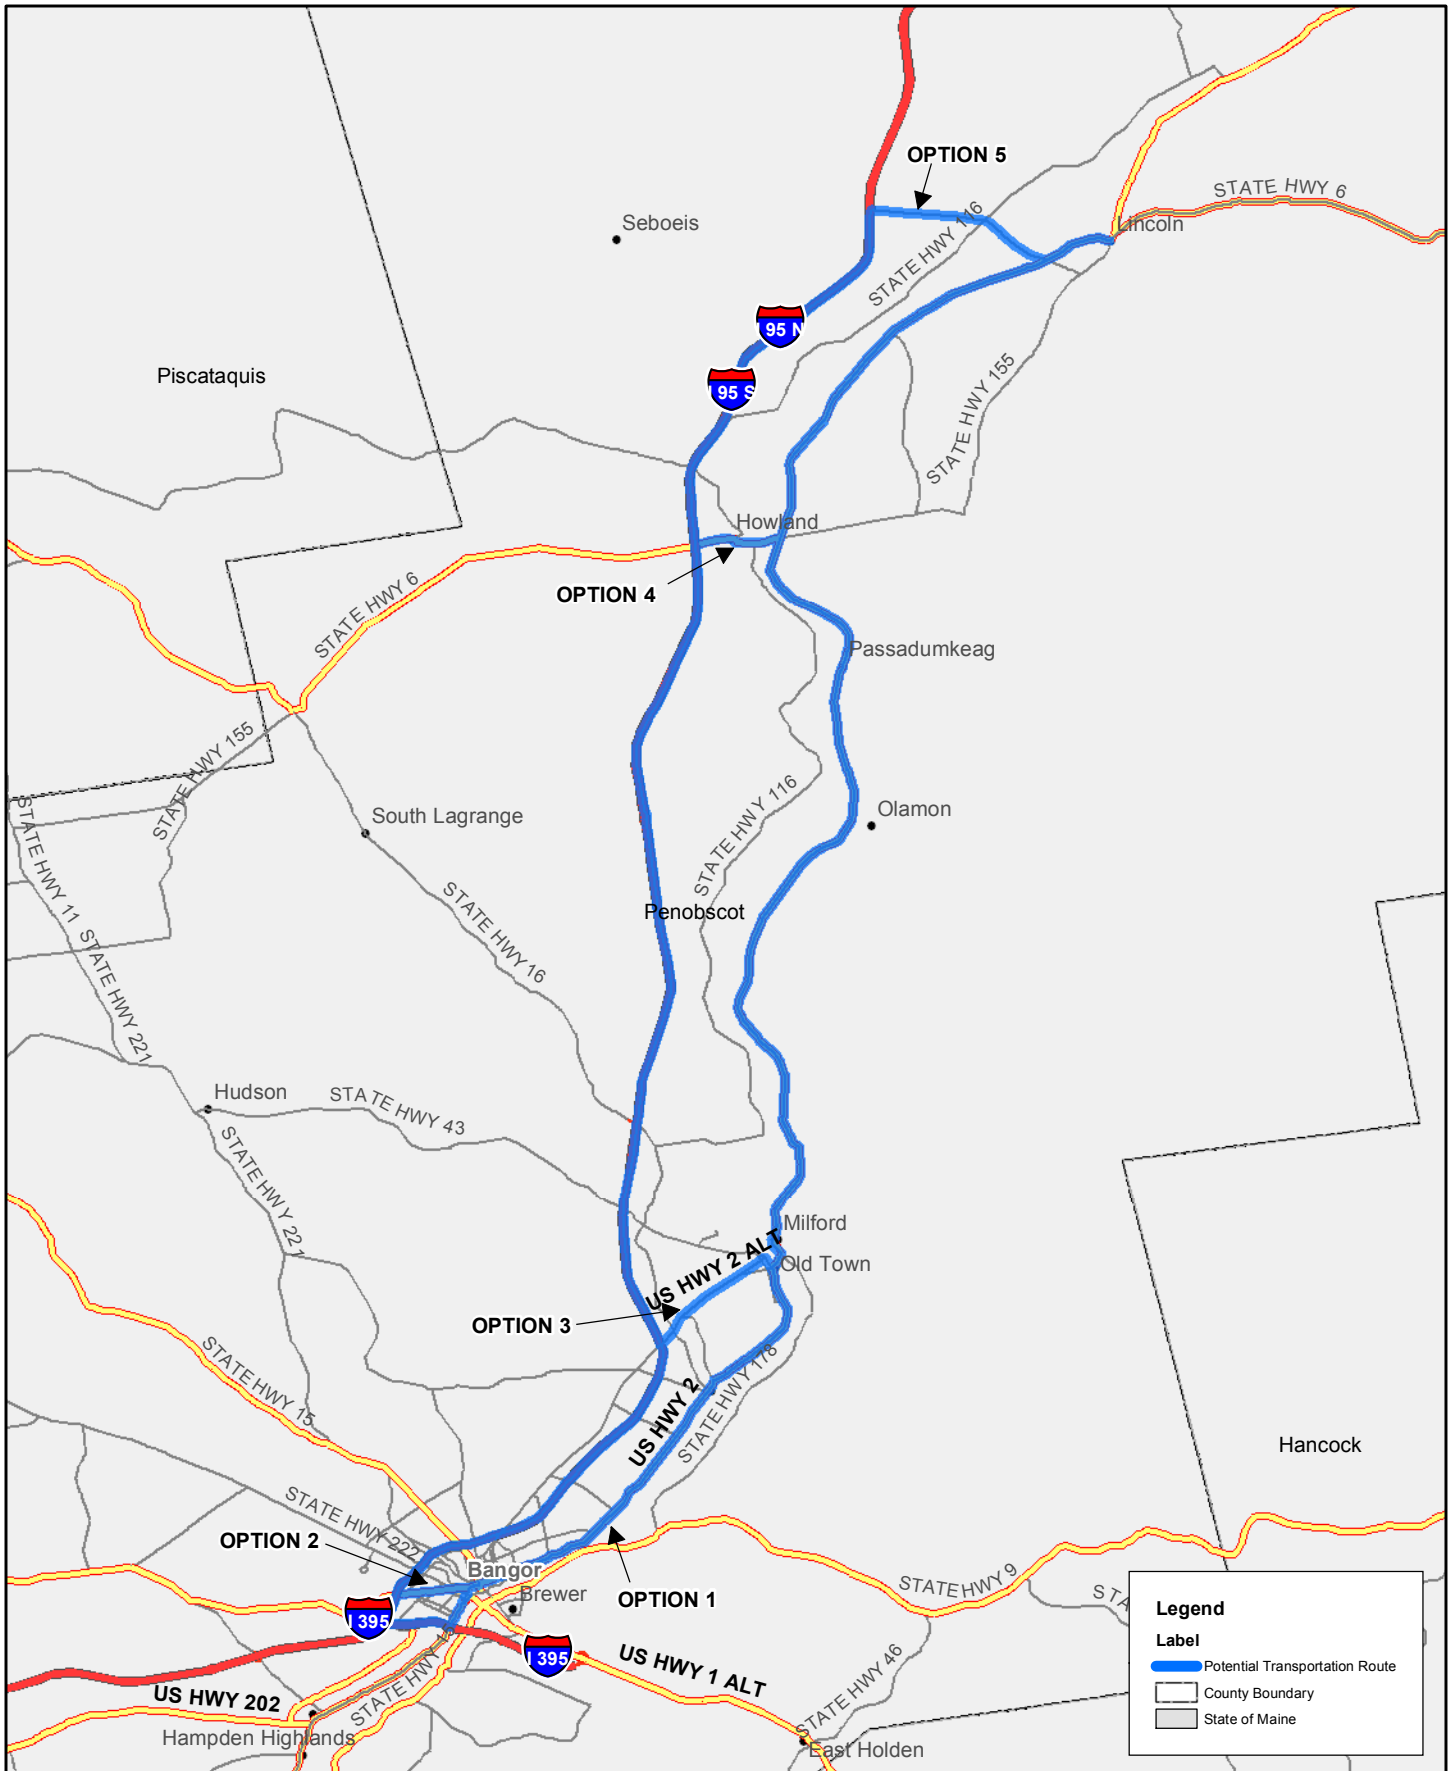 OPTION 5
STATE HWY 6
Lincoln
Seboeis
STATE HWY 116
95 N
Piscataquis
95 S
STATE HWY 155
Howland
OPTION 4
STATE HWY 6
Passadumkeag
STATE HWY 155
STATE HWY 116
Olamon
South Lagrange
STATE HWY 11
Penobscot
STATE HWY 16
STATE HWY 221
Hudson
STATE HWY 43
STATE HWY 221
Milford
US HWY 2 ALT
Old Town
OPTION 3
STATE HWY 15
US HWY 2
STATE HWY 178
Hancock
STATE HWY 222
OPTION 2
Bangor
STATE HWY 9
Brewer
OPTION 1
STA
I 395
I 395
STATE HWY 15
US HWY 1 ALT
STATE HWY 46
US HWY 202
Hampden Highlands
East Holden
Legend
Label
Potential Transportation Route
County Boundary
State of Maine